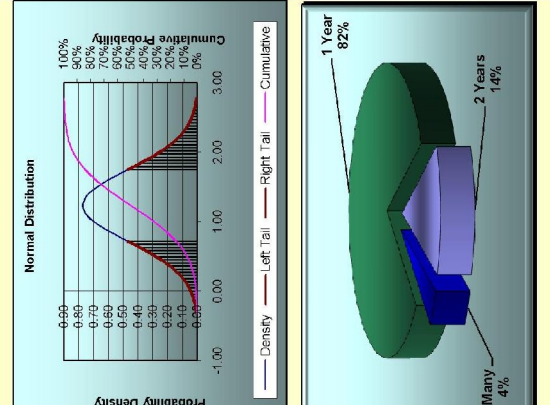 Normal Distribution
Probability Density
0.90
0.80
0.70
0.60
0.50
0.40
0.30
0.20
0.10
0.00
-1.00
0.00
1.00
2.00
3.00
Cumulative Probability
100%
90%
80%
70%
60%
50%
40%
30%
20%
10%
0%
Density
Left Tail
Right Tail
Cumulative
1 Year
82%
2 Years
14%
Many
4%